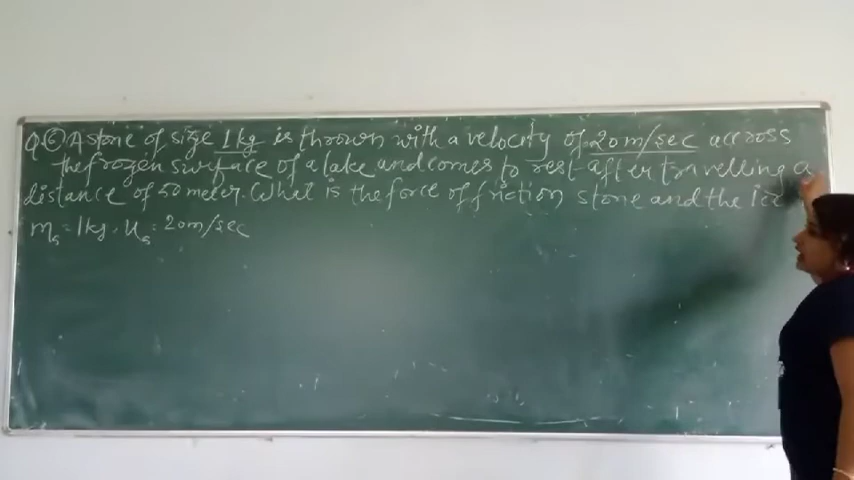 Q.⑥ A stone of size 1kg is thrown with a velocity of 20m/sec accross
the frozen surface of a lake and comes to rest after travelling a
distance of 50 meter. What is the force of friction stone and the ice
mₛ = 1kg, uₛ = 20m/sec